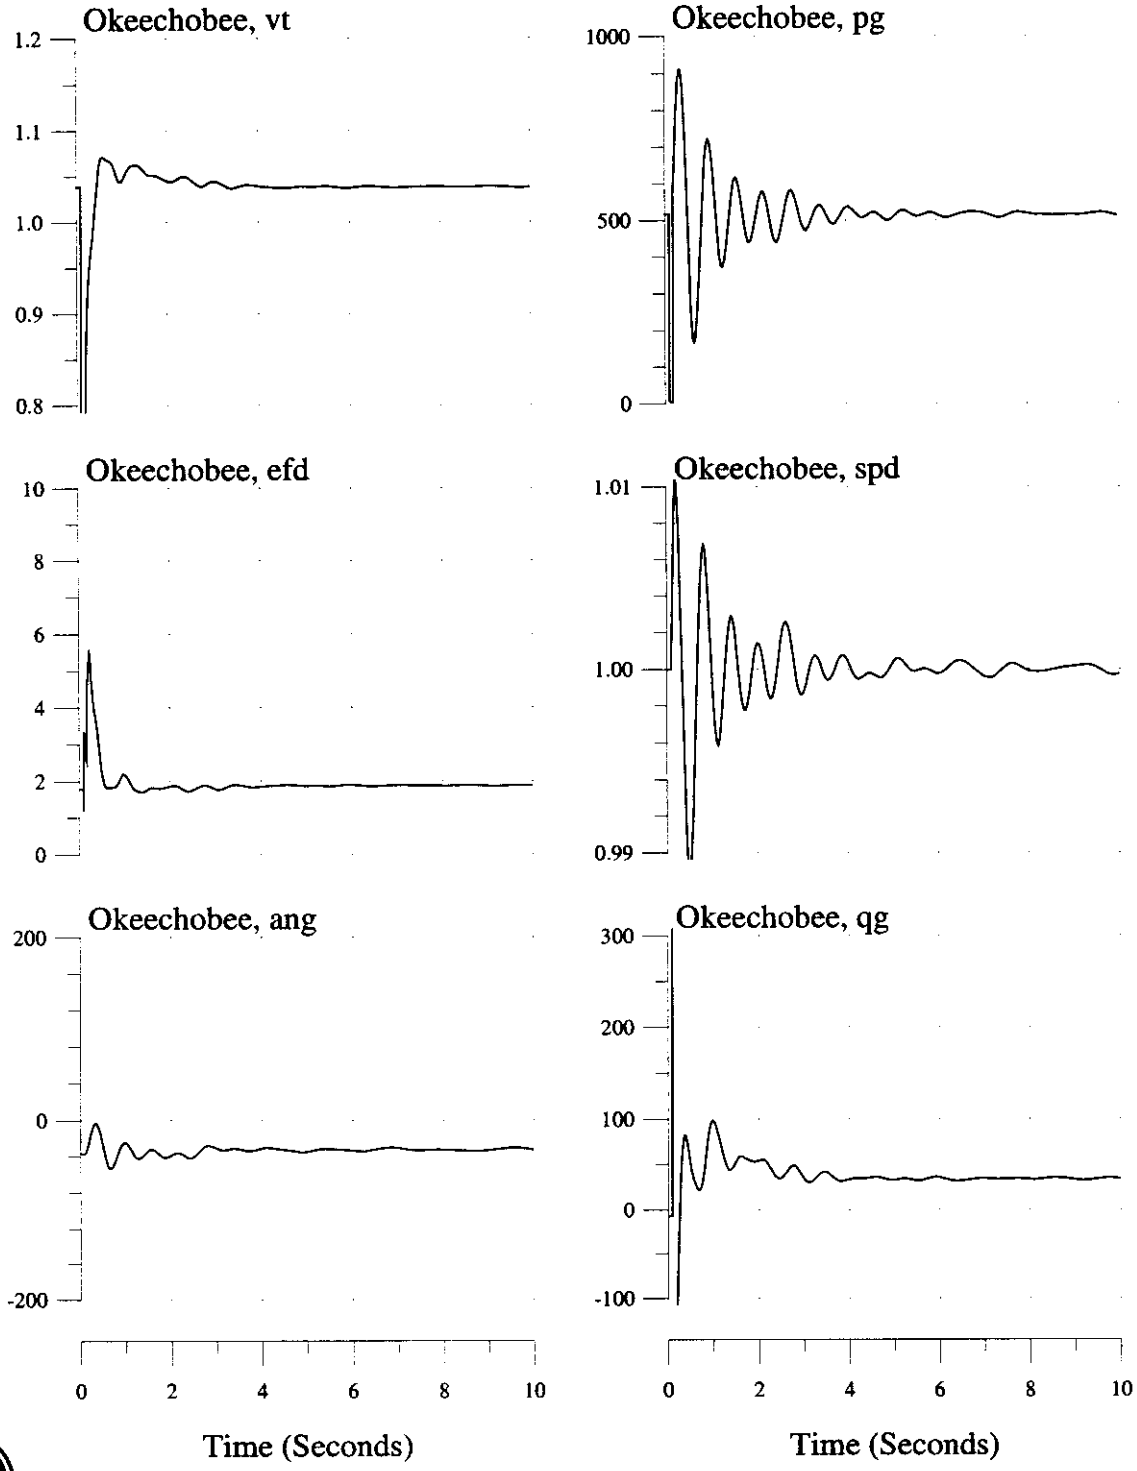 Okeechobee, vt
1.2
1.1
1.0
0.9
0.8
Okeechobee, pg
1000
500
0
Okeechobee, efd
10
8
6
4
2
0
Okeechobee, spd
1.01
1.00
0.99
Okeechobee, ang
200
0
-200
Okeechobee, qg
300
200
100
0
-100
0 2 4 6 8 10
Time (Seconds)
0 2 4 6 8 10
Time (Seconds)